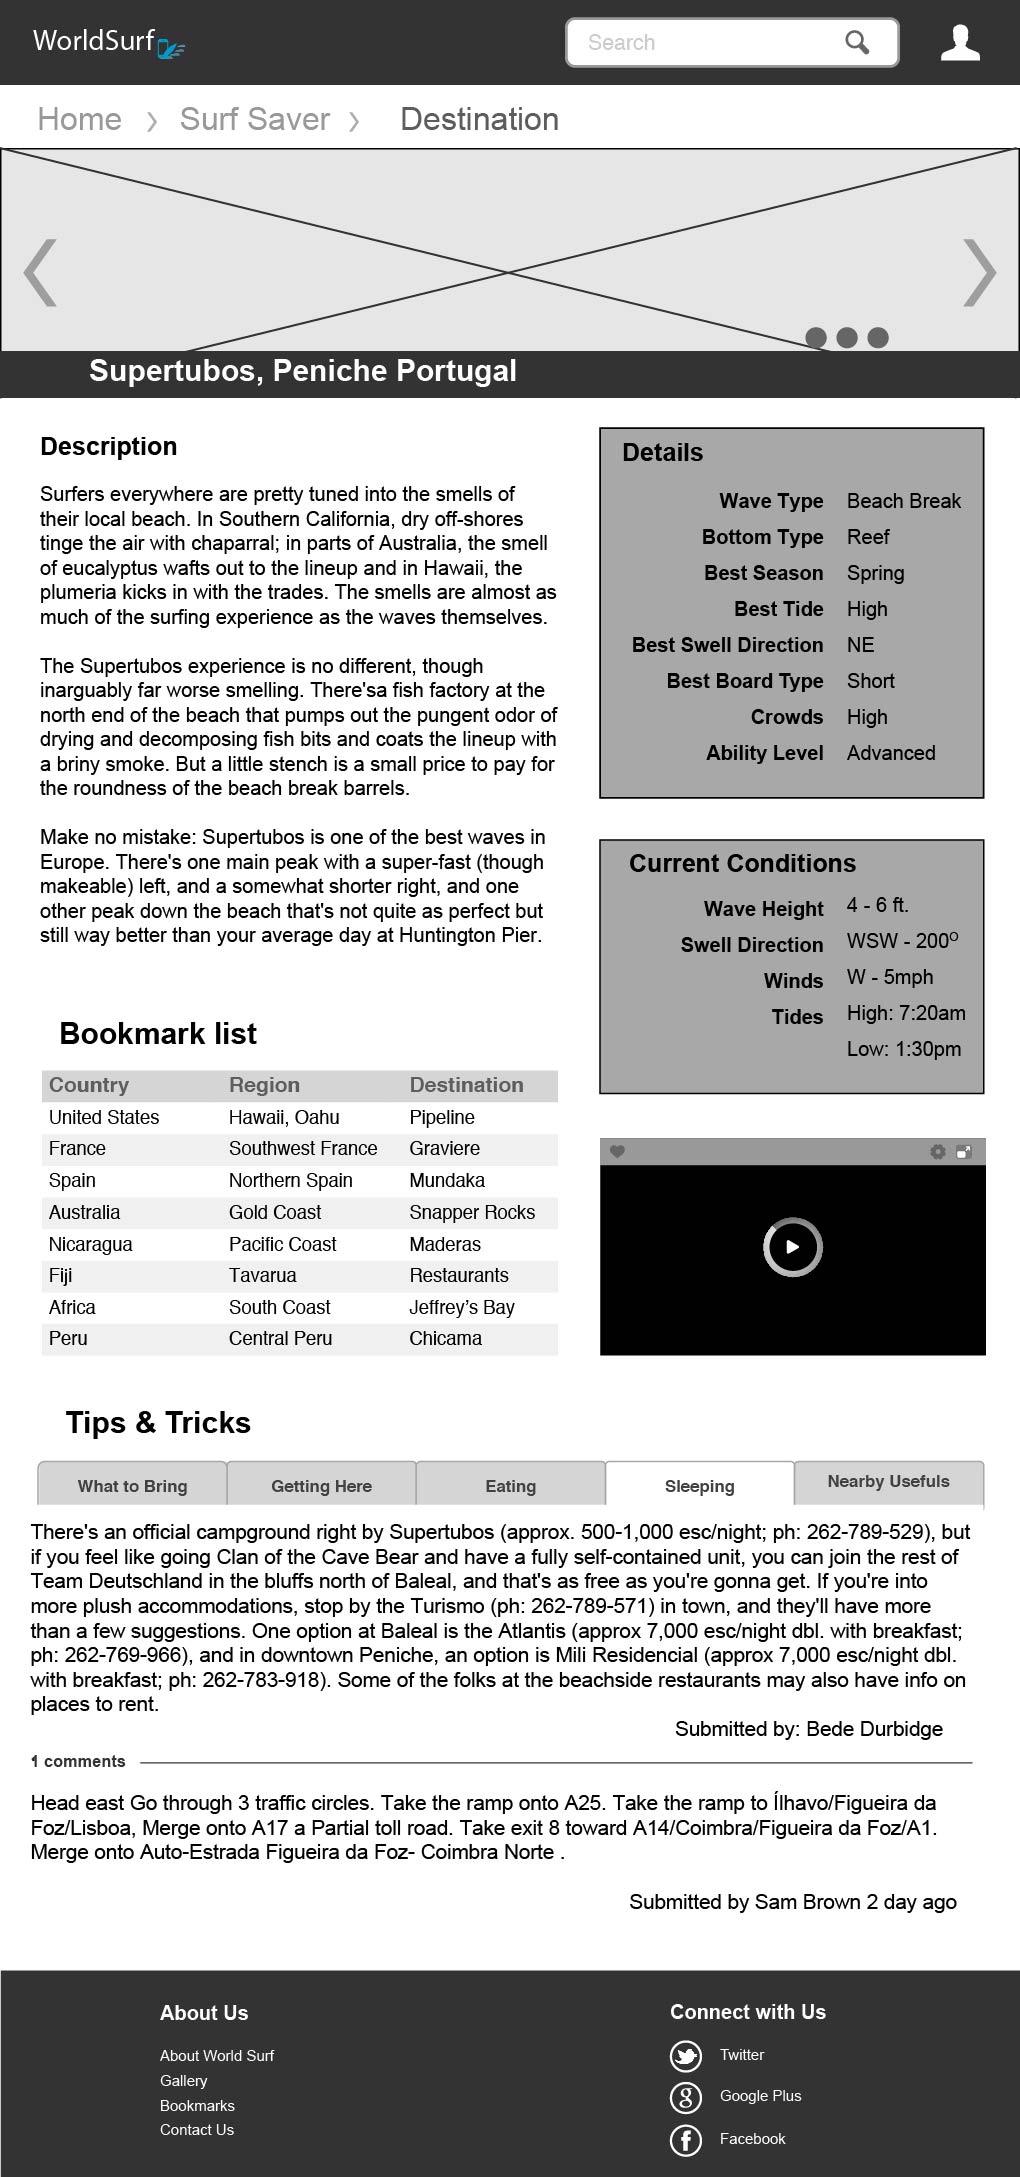 WorldSurf
Search
Home
Surf Saver
Destination
Supertubos, Peniche Portugal
Description
Surfers everywhere are pretty tuned into the smells of
their local beach. In Southern California, dry off-shores
tinge the air with chaparral; in parts of Australia, the smell
of eucalyptus wafts out to the lineup and in Hawaii, the
plumeria kicks in with the trades. The smells are almost as
much of the surfing experience as the waves themselves.
The Supertubos experience is no different, though
inarguably far worse smelling. There'sa fish factory at the
north end of the beach that pumps out the pungent odor of
drying and decomposing fish bits and coats the lineup with
a briny smoke. But a little stench is a small price to pay for
the roundness of the beach break barrels.
Make no mistake: Supertubos is one of the best waves in
Europe. There's one main peak with a super-fast (though
makeable) left, and a somewhat shorter right, and one
other peak down the beach that's not quite as perfect but
still way better than your average day at Huntington Pier.
Details
Wave Type Beach Break
Bottom Type Reef
Best Season Spring
Best Tide High
Best Swell Direction NE
Best Board Type Short
Crowds High
Ability Level Advanced
Current Conditions
Wave Height 4 - 6 ft.
Swell Direction WSW - 200º
Winds W - 5mph
Tides High: 7:20am
Low: 1:30pm
Bookmark list
Country Region Destination
United States Hawaii, Oahu Pipeline
France Southwest France Graviere
Spain Northern Spain Mundaka
Australia Gold Coast Snapper Rocks
Nicaragua Pacific Coast Maderas
Fiji Tavarua Restaurants
Africa South Coast Jeffrey’s Bay
Peru Central Peru Chicama
Tips & Tricks
What to Bring Getting Here Eating Sleeping Nearby Usefuls
There's an official campground right by Supertubos (approx. 500-1,000 esc/night; ph: 262-789-529), but
if you feel like going Clan of the Cave Bear and have a fully self-contained unit, you can join the rest of
Team Deutschland in the bluffs north of Baleal, and that's as free as you're gonna get. If you're into
more plush accommodations, stop by the Turismo (ph: 262-789-571) in town, and they'll have more
than a few suggestions. One option at Baleal is the Atlantis (approx 7,000 esc/night dbl. with breakfast;
ph: 262-769-966), and in downtown Peniche, an option is Mili Residencial (approx 7,000 esc/night dbl.
with breakfast; ph: 262-783-918). Some of the folks at the beachside restaurants may also have info on
places to rent.
Submitted by: Bede Durbidge
1 comments
Head east Go through 3 traffic circles. Take the ramp onto A25. Take the ramp to Ílhavo/Figueira da
Foz/Lisboa, Merge onto A17 a Partial toll road. Take exit 8 toward A14/Coimbra/Figueira da Foz/A1.
Merge onto Auto-Estrada Figueira da Foz- Coimbra Norte .
Submitted by Sam Brown 2 day ago
About Us
About World Surf
Gallery
Bookmarks
Contact Us
Connect with Us
Twitter
Google Plus
Facebook